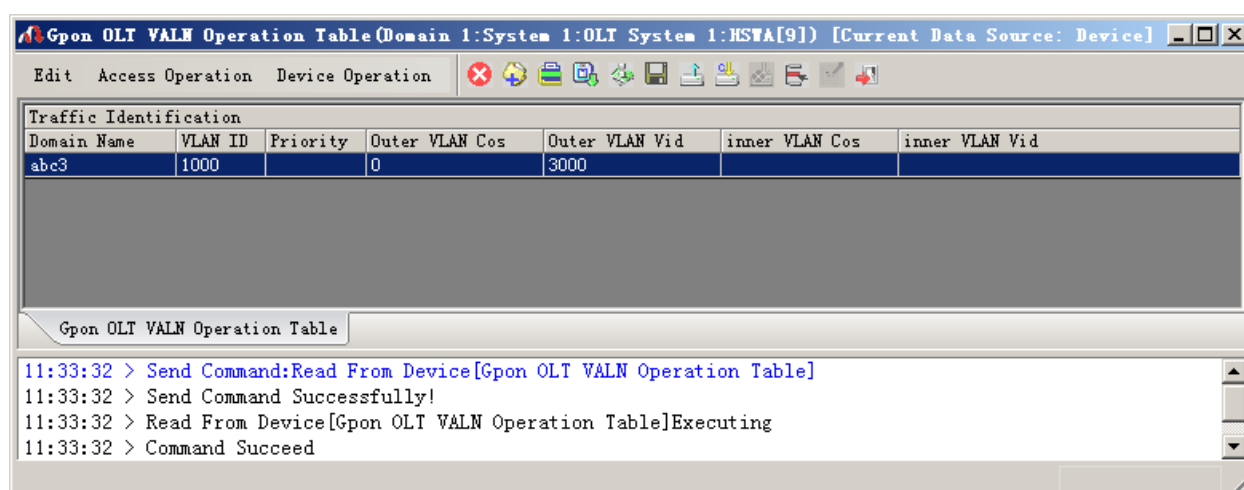 Gpon OLT VALN Operation Table(Domain 1:System 1:OLT System 1:HSWA[9]) [Current Data Source: Device]
Edit Access Operation Device Operation
Traffic Identification
Domain Name VLAN ID Priority Outer VLAN Cos Outer VLAN Vid inner VLAN Cos inner VLAN Vid
abc3 1000 0 3000
Gpon OLT VALN Operation Table
11:33:32 > Send Command:Read From Device[Gpon OLT VALN Operation Table]
11:33:32 > Send Command Successfully!
11:33:32 > Read From Device[Gpon OLT VALN Operation Table]Executing
11:33:32 > Command Succeed